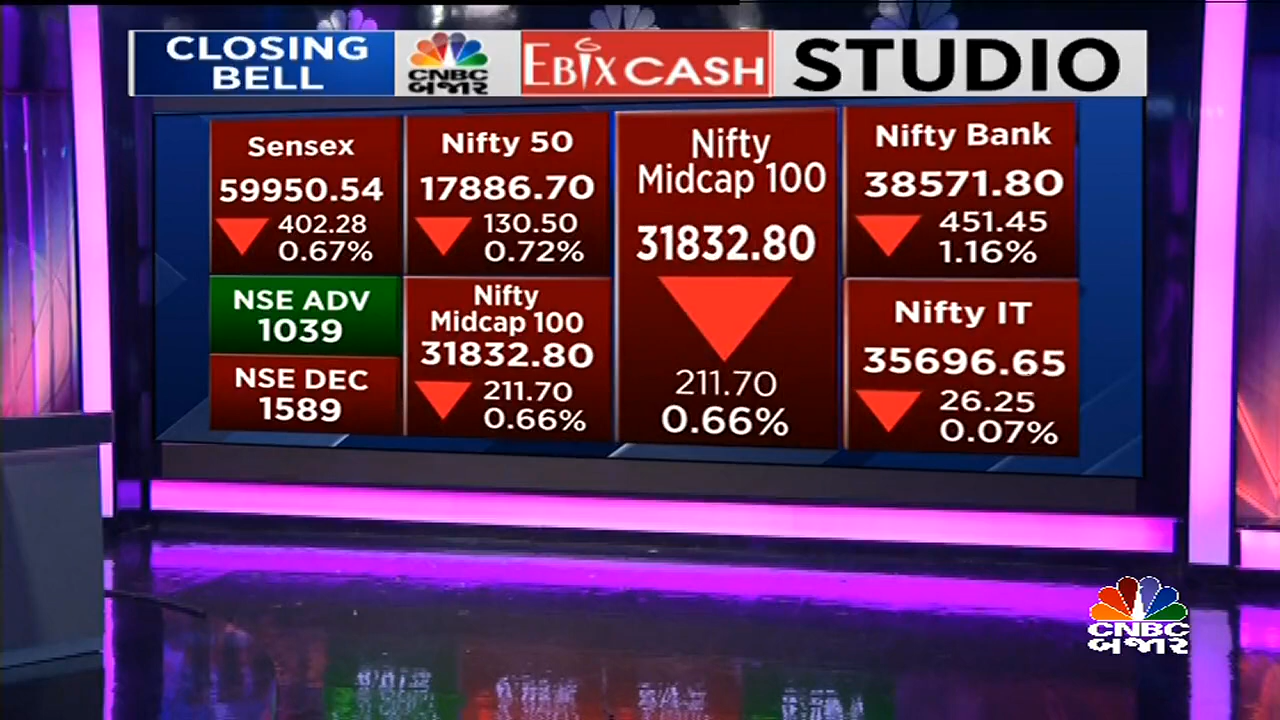 CLOSING
BELL
CNBC
બજાર
EBIXCASH
STUDIO
Sensex
59950.54
402.28
0.67%
Nifty 50
17886.70
130.50
0.72%
Nifty
Midcap 100
31832.80
211.70
0.66%
Nifty Bank
38571.80
451.45
1.16%
NSE ADV
1039
NSE DEC
1589
Nifty
Midcap 100
31832.80
211.70
0.66%
Nifty IT
35696.65
26.25
0.07%
CNBC
બજાર